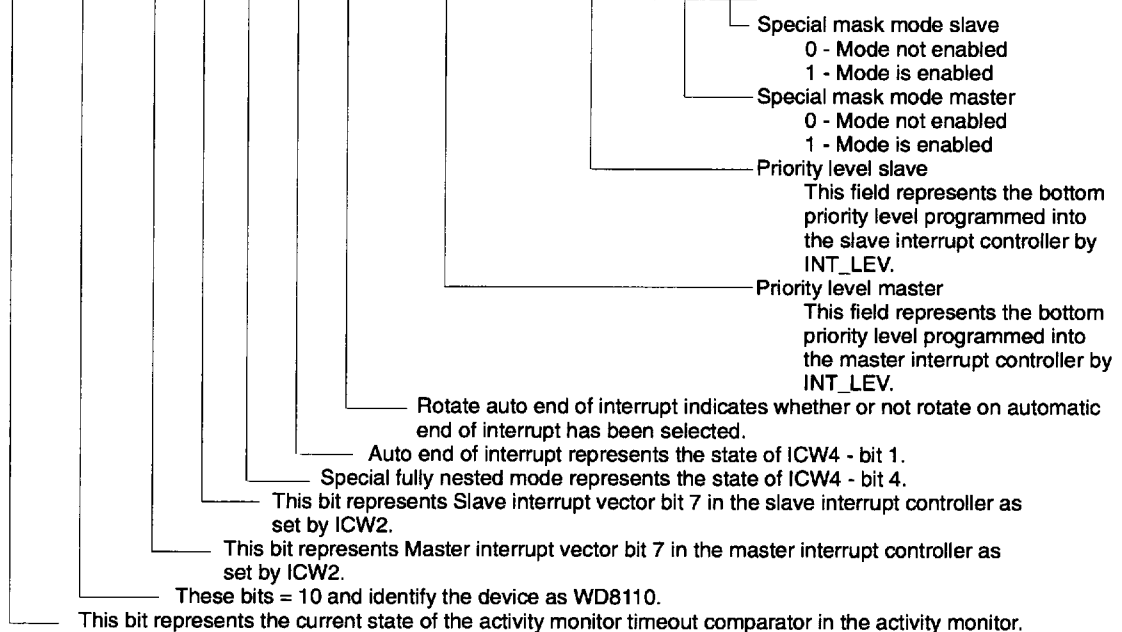 Special mask mode slave
0 - Mode not enabled
1 - Mode is enabled
Special mask mode master
0 - Mode not enabled
1 - Mode is enabled
Priority level slave
This field represents the bottom
priority level programmed into
the slave interrupt controller by
INT_LEV.
Priority level master
This field represents the bottom
priority level programmed into
the master interrupt controller by
INT_LEV.
Rotate auto end of interrupt indicates whether or not rotate on automatic
end of interrupt has been selected.
Auto end of interrupt represents the state of ICW4 - bit 1.
Special fully nested mode represents the state of ICW4 - bit 4.
This bit represents Slave interrupt vector bit 7 in the slave interrupt controller as
set by ICW2.
This bit represents Master interrupt vector bit 7 in the master interrupt controller as
set by ICW2.
These bits = 10 and identify the device as WD8110.
This bit represents the current state of the activity monitor timeout comparator in the activity monitor.